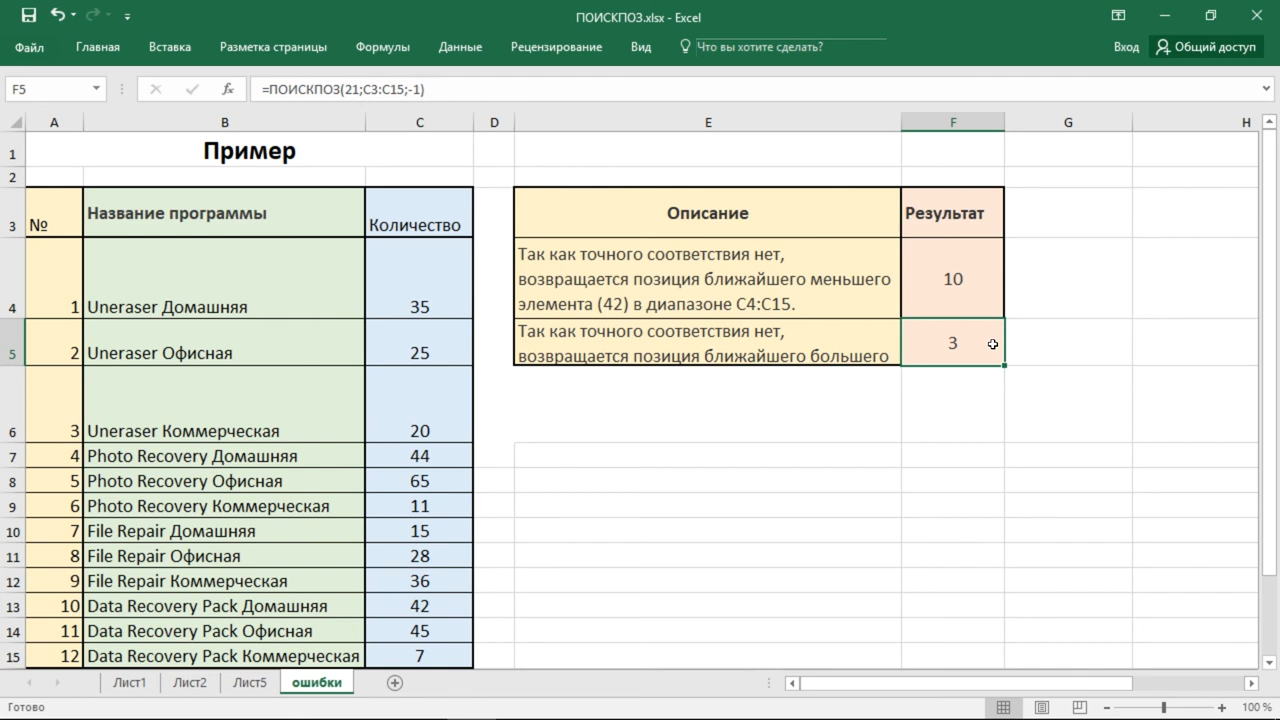 ПОИСКПОЗ.xlsx - Excel
Файл Главная Вставка Разметка страницы Формулы Данные Рецензирование Вид Что вы хотите сделать? Вход Общий доступ
F5 fx =ПОИСКПОЗ(21;C3:C15;-1)
A B C D E F G H
1 Пример
2
3 № Название программы Количество Описание Результат
Так как точного соответствия нет,
возвращается позиция ближайшего меньшего
элемента (42) в диапазоне C4:C15.
10
4 1 Uneraser Домашняя 35
Так как точного соответствия нет,
возвращается позиция ближайшего большего
3
5 2 Uneraser Офисная 25
6 3 Uneraser Коммерческая 20
7 4 Photo Recovery Домашняя 44
8 5 Photo Recovery Офисная 65
9 6 Photo Recovery Коммерческая 11
10 7 File Repair Домашняя 15
11 8 File Repair Офисная 28
12 9 File Repair Коммерческая 36
13 10 Data Recovery Pack Домашняя 42
14 11 Data Recovery Pack Офисная 45
15 12 Data Recovery Pack Коммерческая 7
Лист1 Лист2 Лист5 ошибки
Готово 100 %